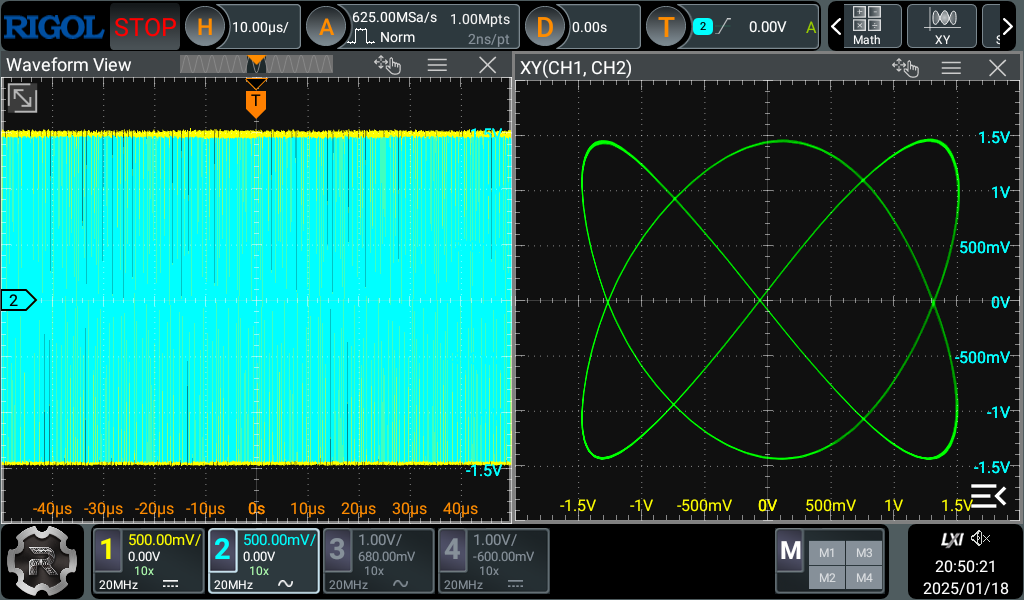 RIGOL STOP H 10.00μs/ A 625.00MSa/s 1.00Mpts D 0.00s T 2 0.00V A
Norm 2ns/pt Math XY
Waveform View
XY(CH1, CH2)
T
1.5V
2
-1.5V
-40μs -30μs -20μs -10μs 0s 10μs 20μs 30μs 40μs
1.5V
1V
500mV
0V
-500mV
-1V
-1.5V
-1.5V -1V -500mV 0V 500mV 1V 1.5V
1 500.00mV/
0.00V
10x
20MHz
2 500.00mV/
0.00V
10x
20MHz
3 1.00V/
680.00mV
10x
20MHz
4 1.00V/
-600.00mV
10x
20MHz
M M1 M3
M2 M4
LXI
20:50:21
2025/01/18
R